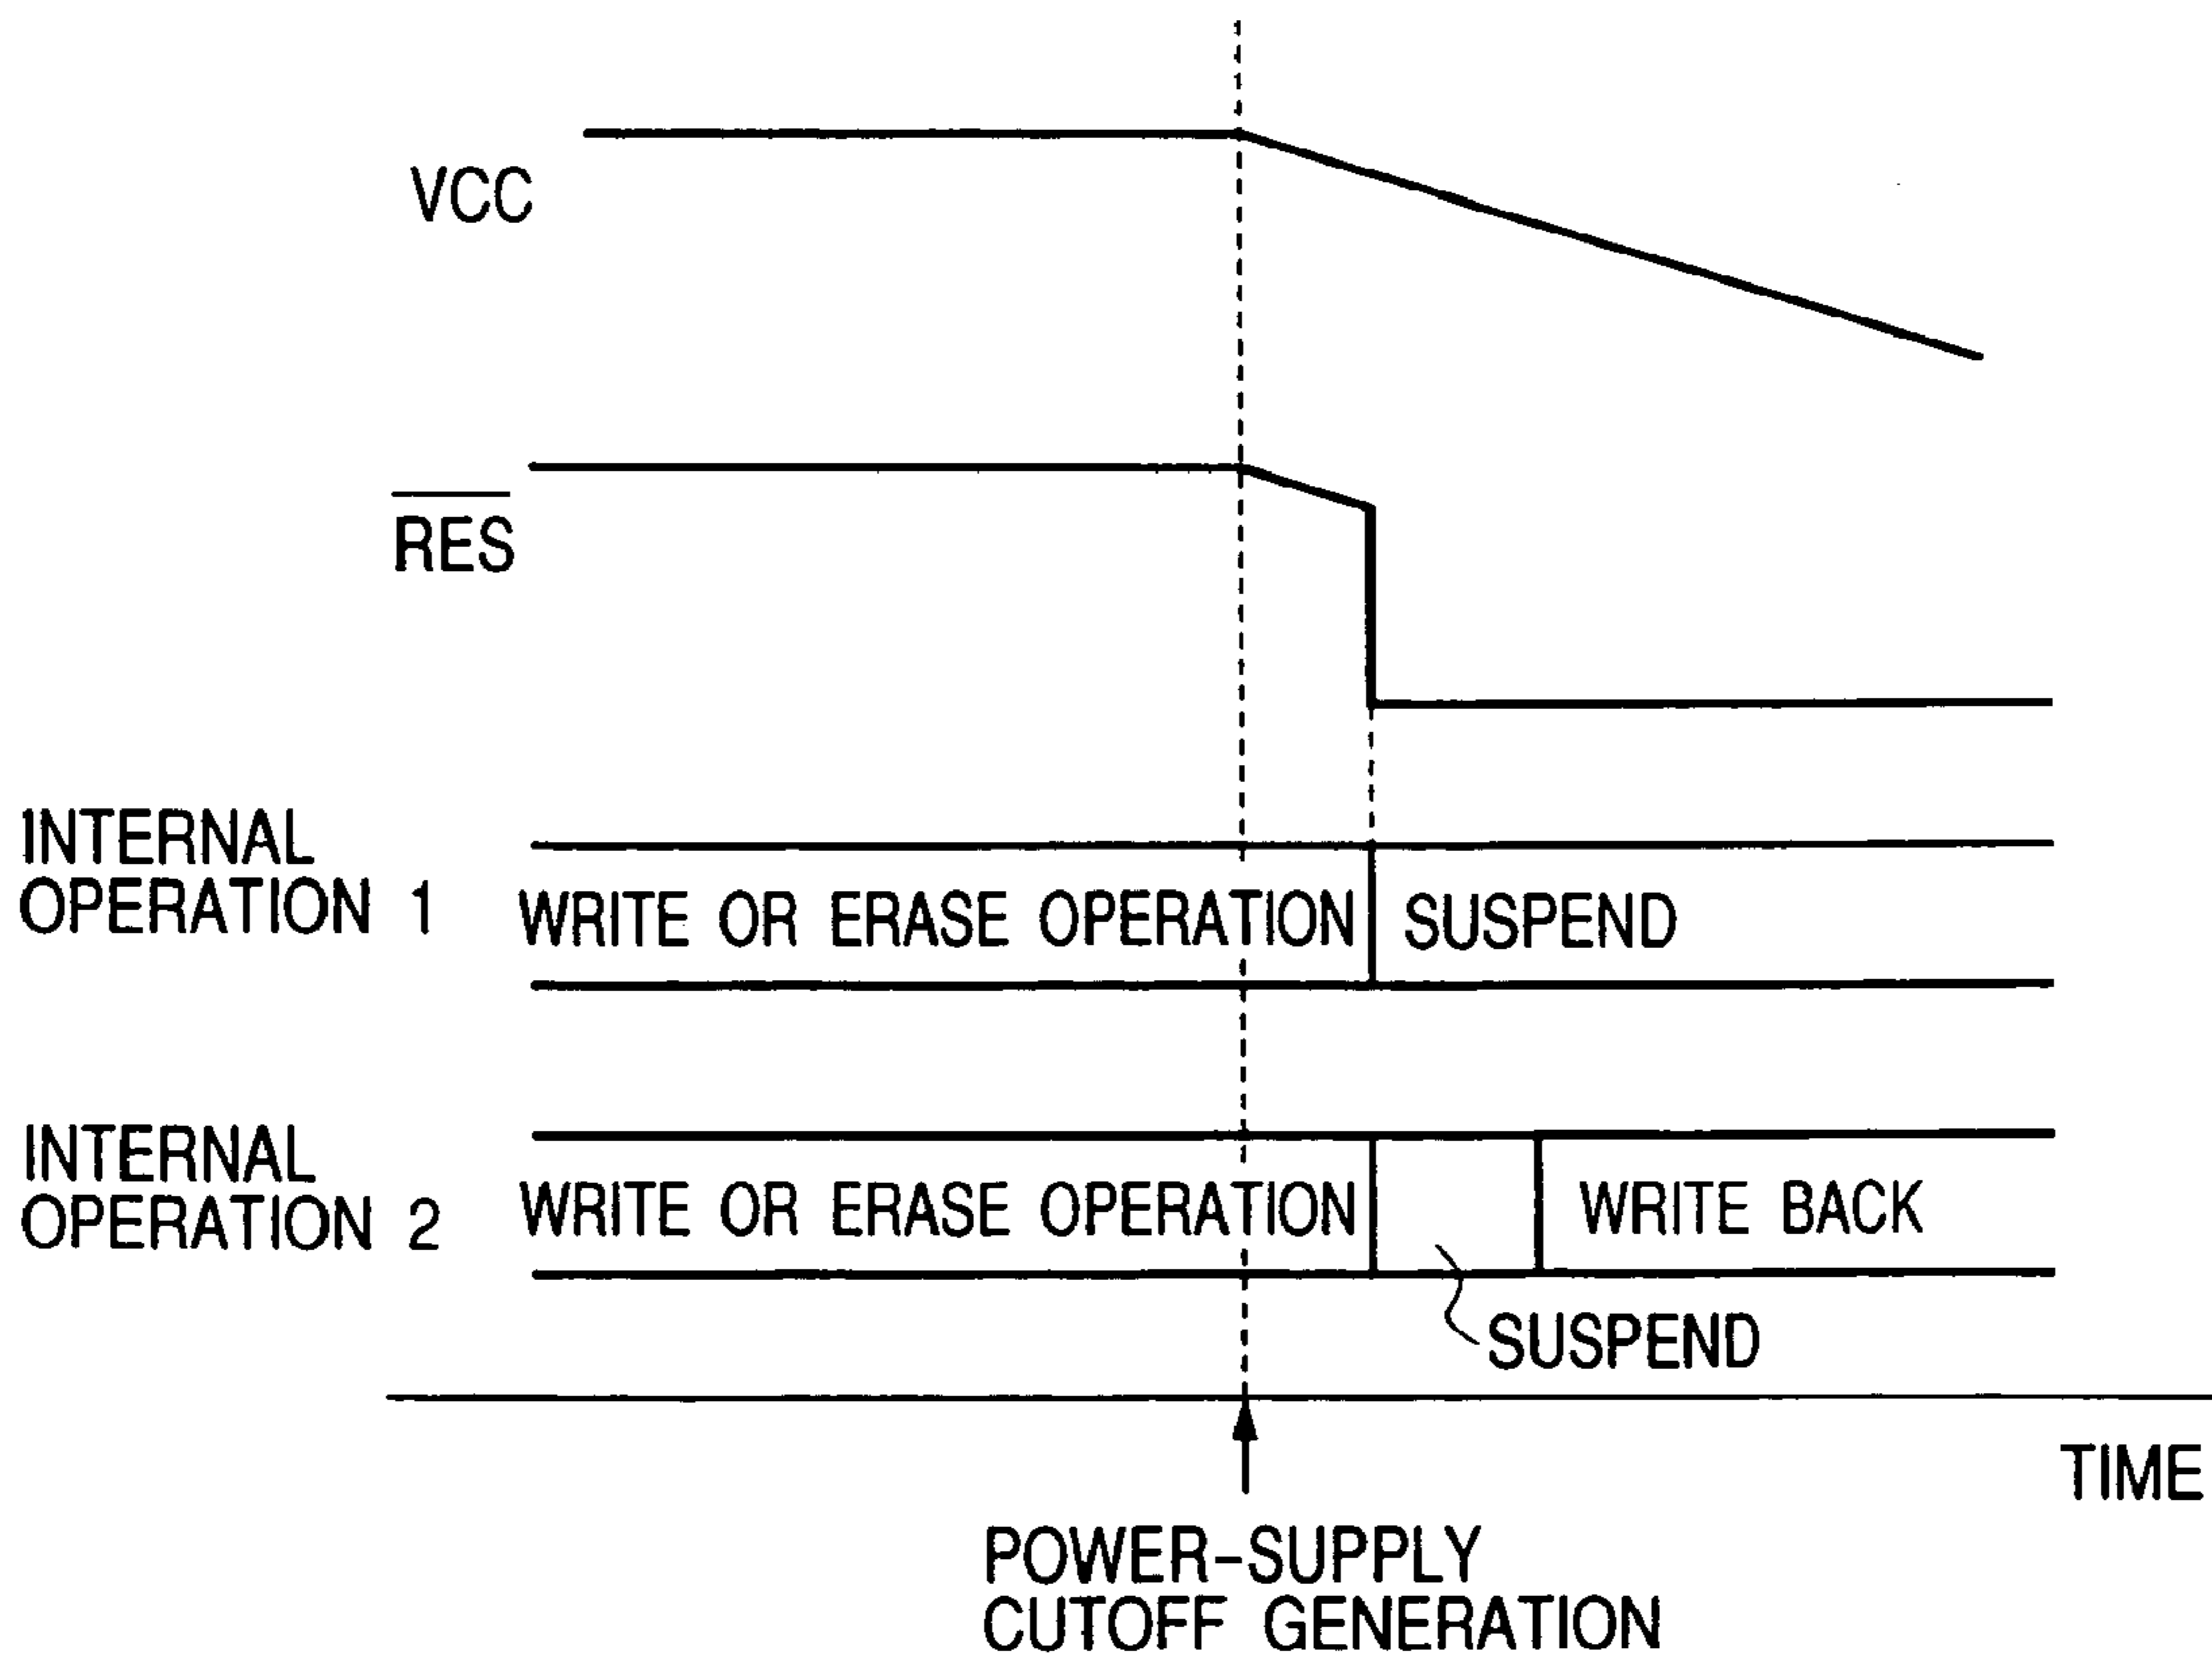 VCC
RES
INTERNAL
OPERATION 1
WRITE OR ERASE OPERATION
SUSPEND
INTERNAL
OPERATION 2
WRITE OR ERASE OPERATION
WRITE BACK
SUSPEND
TIME
POWER-SUPPLY
CUTOFF GENERATION